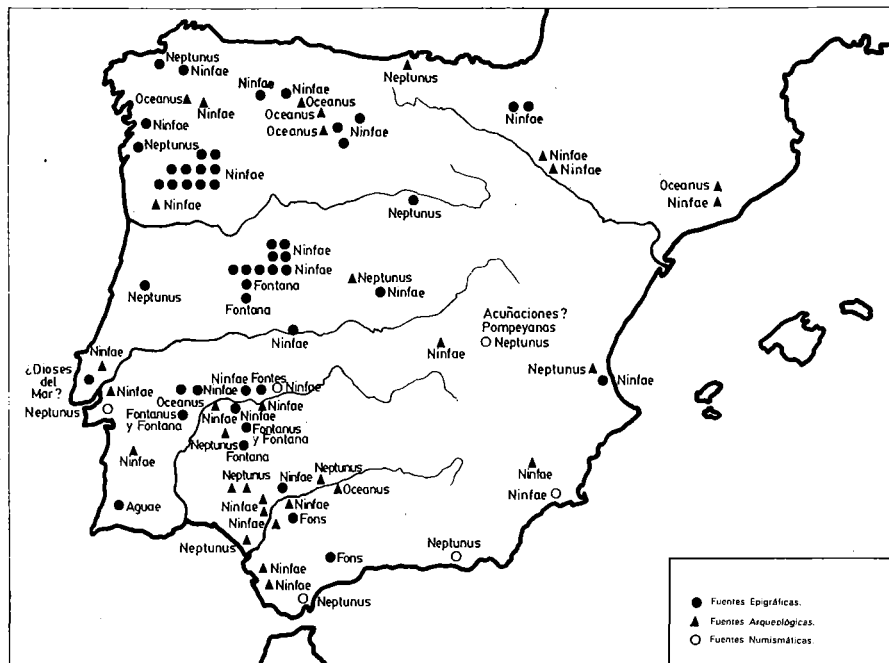 Neptunus
Ninfae
Neptunus
Ninfae
Ninfae
Oceanus
Ninfae
Oceanus
Oceanus
Oceanus
Ninfae
Ninfae
Ninfae
Neptunus
Ninfae
Ninfae
Ninfae
Ninfae
Oceanus
Ninfae
Neptunus
Ninfae
Ninfae
Fontana
Fontana
Neptunus
Neptunus
Ninfae
Acuñaciones?
Pompeyanas
Neptunus
Ninfae
Ninfae
Neptunus
Ninfae
Ninfae
¿Dioses
del
Mar?
Ninfae
Neptunus
Ninfae
Fontes
Ninfae
Ninfae
Oceanus
Ninfae
Ninfae
Ninfae
Fontanus
y Fontana
Fontanus
y Fontana
Neptunus
Fontana
Ninfae
Aguae
Neptunus
Ninfae
Neptunus
Oceanus
Ninfae
Ninfae
Ninfae
Fons
Neptunus
Ninfae
Ninfae
Fons
Neptunus
Ninfae
Ninfae
Neptunus
Fuentes Epigráficas.
Fuentes Arqueológicas.
Fuentes Numismáticas.